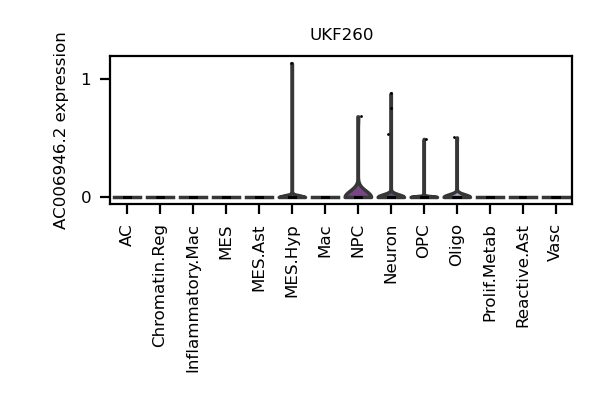 UKF260
AC006946.2 expression
1
0
AC
Chromatin.Reg
Inflammatory.Mac
MES
MES.Ast
MES.Hyp
Mac
NPC
Neuron
OPC
Oligo
Prolif.Metab
Reactive.Ast
Vasc